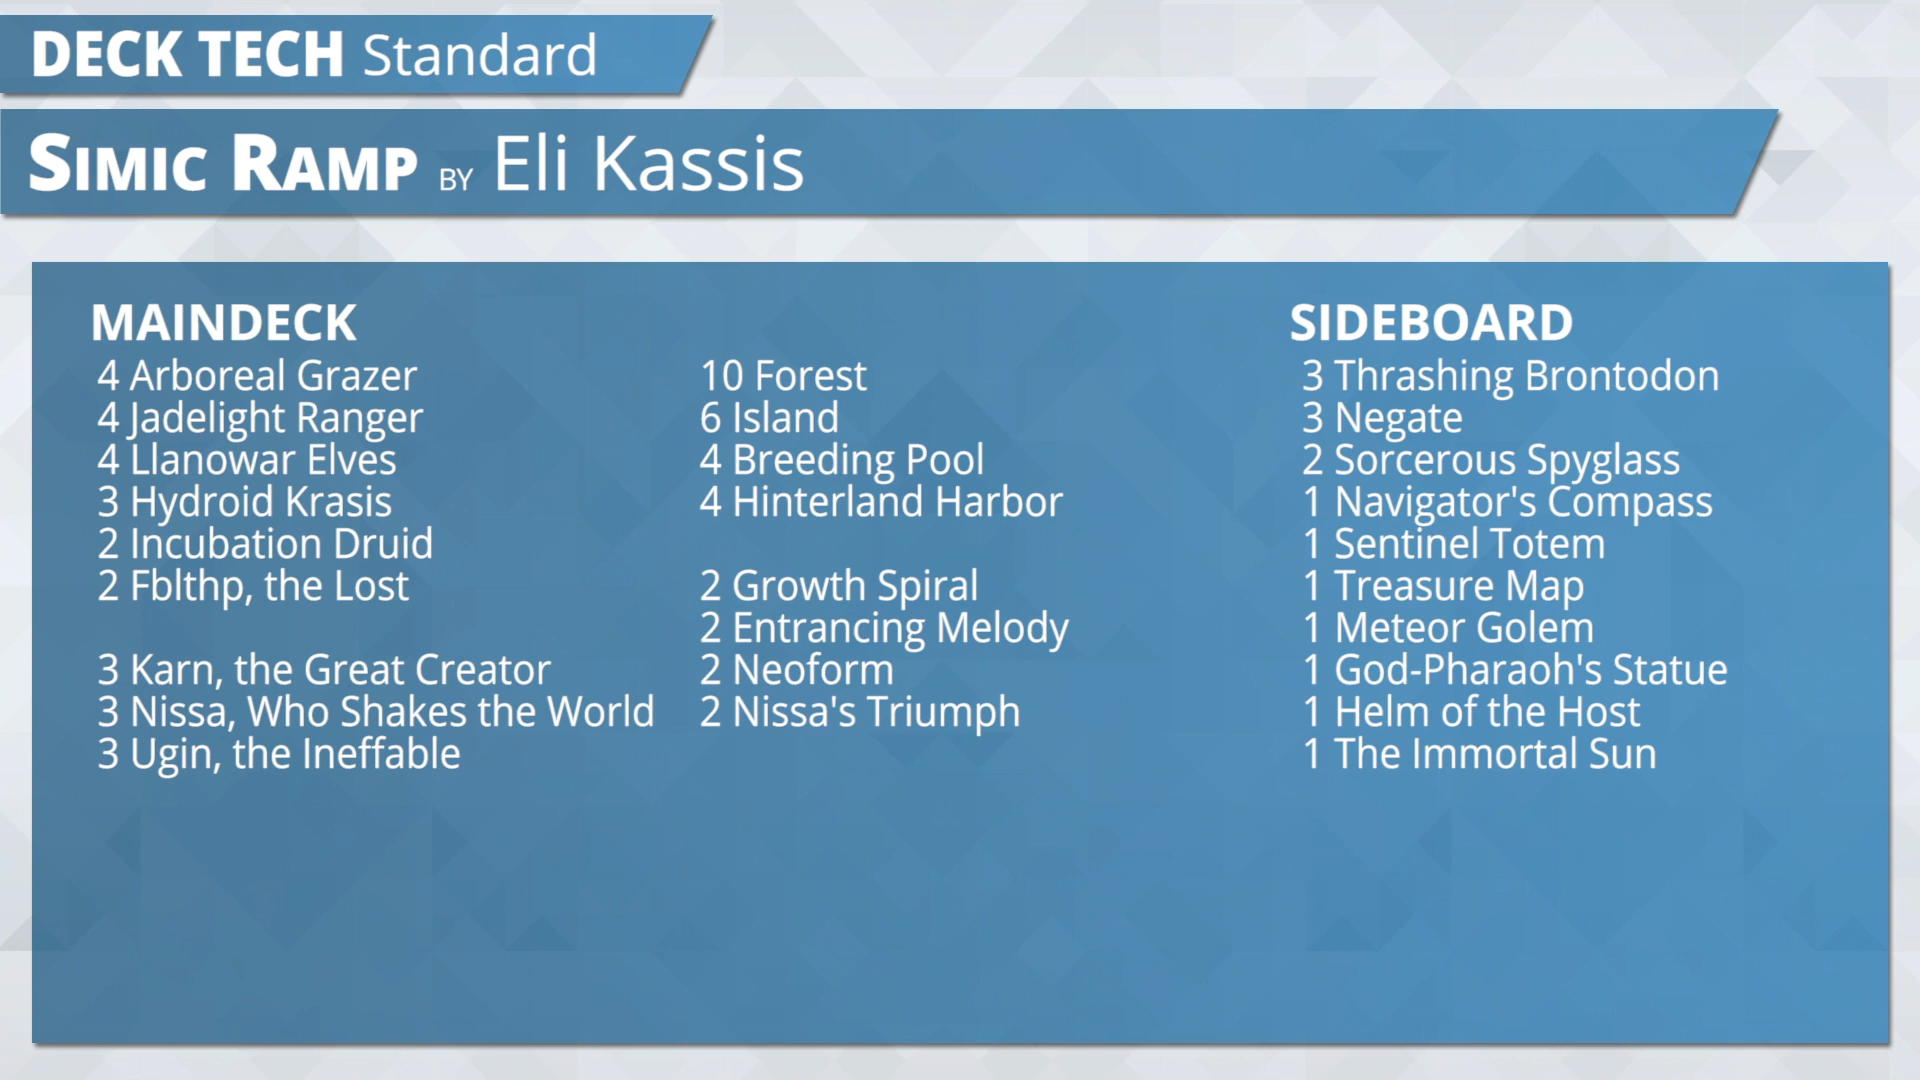 DECK TECH Standard
SIMIC RAMP BY Eli Kassis
MAINDECK
4 Arboreal Grazer
4 Jadelight Ranger
4 Llanowar Elves
3 Hydroid Krasis
2 Incubation Druid
2 Fblthp, the Lost
3 Karn, the Great Creator
3 Nissa, Who Shakes the World
3 Ugin, the Ineffable
10 Forest
6 Island
4 Breeding Pool
4 Hinterland Harbor
2 Growth Spiral
2 Entrancing Melody
2 Neoform
2 Nissa's Triumph
SIDEBOARD
3 Thrashing Brontodon
3 Negate
2 Sorcerous Spyglass
1 Navigator's Compass
1 Sentinel Totem
1 Treasure Map
1 Meteor Golem
1 God-Pharaoh's Statue
1 Helm of the Host
1 The Immortal Sun